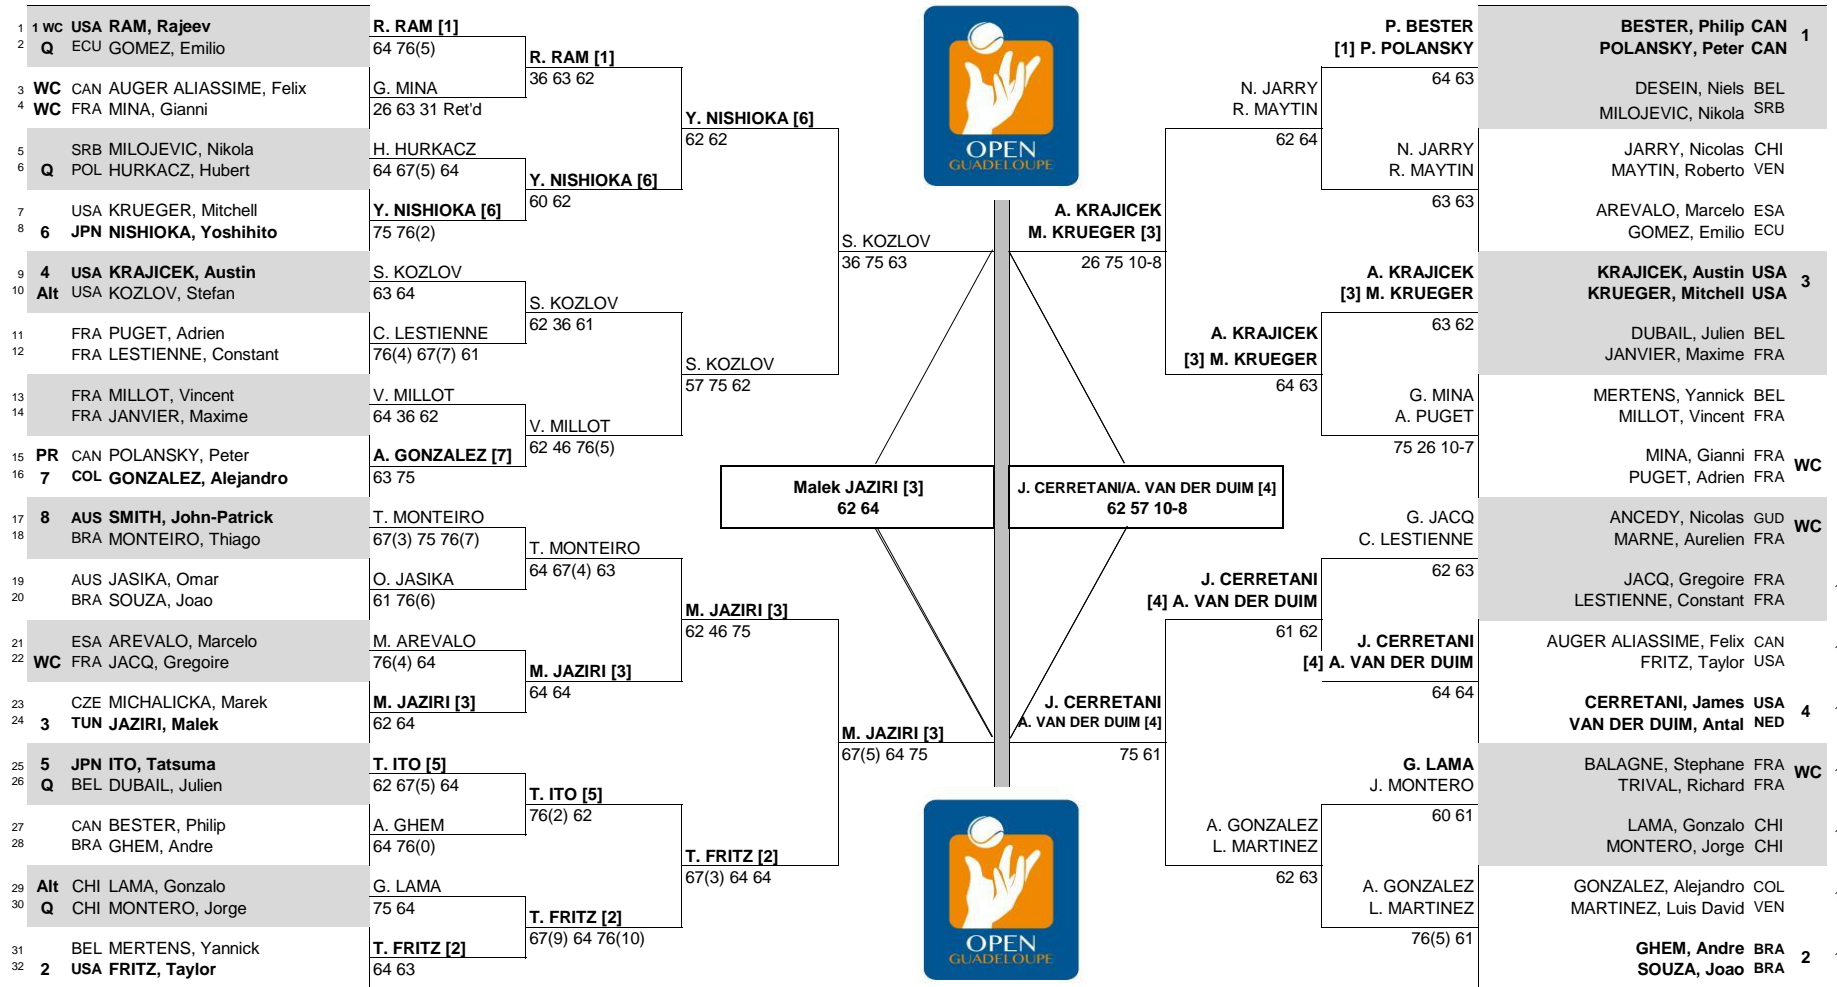 1 1 WC USA RAM, Rajeev
2 Q ECU GOMEZ, Emilio
3 WC CAN AUGER ALIASSIME, Felix
4 WC FRA MINA, Gianni
5 SRB MILOJEVIC, Nikola
6 Q POL HURKACZ, Hubert
7 USA KRUEGER, Mitchell
8 6 JPN NISHIOKA, Yoshihito
9 4 USA KRAJICEK, Austin
10 Alt USA KOZLOV, Stefan
11 FRA PUGET, Adrien
12 FRA LESTIENNE, Constant
13 FRA MILLOT, Vincent
14 FRA JANVIER, Maxime
15 PR CAN POLANSKY, Peter
16 7 COL GONZALEZ, Alejandro
17 8 AUS SMITH, John-Patrick
18 BRA MONTEIRO, Thiago
19 AUS JASIKA, Omar
20 BRA SOUZA, Joao
21 ESA AREVALO, Marcelo
22 WC FRA JACQ, Gregoire
23 CZE MICHALICKA, Marek
24 3 TUN JAZIRI, Malek
25 5 JPN ITO, Tatsuma
26 Q BEL DUBAIL, Julien
27 CAN BESTER, Philip
28 BRA GHEM, Andre
29 Alt CHI LAMA, Gonzalo
30 Q CHI MONTERO, Jorge
31 BEL MERTENS, Yannick
32 2 USA FRITZ, Taylor
R. RAM [1]
64 76(5)
G. MINA
26 63 31 Ret'd
H. HURKACZ
64 67(5) 64
Y. NISHIOKA [6]
75 76(2)
S. KOZLOV
63 64
C. LESTIENNE
76(4) 67(7) 61
V. MILLOT
64 36 62
A. GONZALEZ [7]
63 75
T. MONTEIRO
67(3) 75 76(7)
O. JASIKA
61 76(6)
M. AREVALO
76(4) 64
M. JAZIRI [3]
62 64
T. ITO [5]
62 67(5) 64
A. GHEM
64 76(0)
G. LAMA
75 64
T. FRITZ [2]
64 63
R. RAM [1]
36 63 62
Y. NISHIOKA [6]
60 62
S. KOZLOV
62 36 61
V. MILLOT
62 46 76(5)
T. MONTEIRO
64 67(4) 63
M. JAZIRI [3]
64 64
T. ITO [5]
76(2) 62
T. FRITZ [2]
67(9) 64 76(10)
Y. NISHIOKA [6]
62 62
S. KOZLOV
57 75 62
M. JAZIRI [3]
62 46 75
T. FRITZ [2]
67(3) 64 64
S. KOZLOV
36 75 63
M. JAZIRI [3]
67(5) 64 75
OPEN
GUADELOUPE
Malek JAZIRI [3]
62 64
J. CERRETANI/A. VAN DER DUIM [4]
62 57 10-8
OPEN
GUADELOUPE
A. KRAJICEK
M. KRUEGER [3]
26 75 10-8
J. CERRETANI
A. VAN DER DUIM [4]
75 61
N. JARRY
R. MAYTIN
62 64
A. KRAJICEK
[3] M. KRUEGER
64 63
J. CERRETANI
[4] A. VAN DER DUIM
61 62
A. GONZALEZ
L. MARTINEZ
62 63
P. BESTER
[1] P. POLANSKY
64 63
N. JARRY
R. MAYTIN
63 63
A. KRAJICEK
[3] M. KRUEGER
63 62
G. MINA
A. PUGET
75 26 10-7
G. JACQ
C. LESTIENNE
62 63
J. CERRETANI
[4] A. VAN DER DUIM
64 64
G. LAMA
J. MONTERO
60 61
A. GONZALEZ
L. MARTINEZ
76(5) 61
BESTER, Philip CAN 1
POLANSKY, Peter CAN
DESEIN, Niels BEL
MILOJEVIC, Nikola SRB
JARRY, Nicolas CHI
MAYTIN, Roberto VEN
AREVALO, Marcelo ESA
GOMEZ, Emilio ECU
KRAJICEK, Austin USA 3
KRUEGER, Mitchell USA
DUBAIL, Julien BEL
JANVIER, Maxime FRA
MERTENS, Yannick BEL
MILLOT, Vincent FRA
MINA, Gianni FRA WC
PUGET, Adrien FRA
ANCEDY, Nicolas GUD WC
MARNE, Aurelien FRA
JACQ, Gregoire FRA
LESTIENNE, Constant FRA
AUGER ALIASSIME, Felix CAN
FRITZ, Taylor USA
CERRETANI, James USA 4
VAN DER DUIM, Antal NED
BALAGNE, Stephane FRA WC
TRIVAL, Richard FRA
LAMA, Gonzalo CHI
MONTERO, Jorge CHI
GONZALEZ, Alejandro COL
MARTINEZ, Luis David VEN
GHEM, Andre BRA 2
SOUZA, Joao BRA